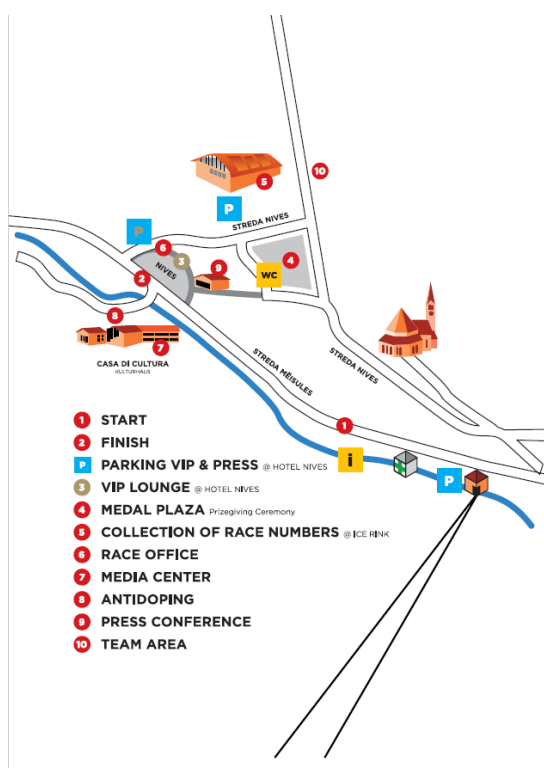 10
5
P
STREDA NIVES
P
6
3
9
WC
4
NIVES
2
8
7
CASA DI CULTURA
KULTURHAUS
STREDA NIVES
STREDA MËISULES
1
i
P
1 START
2 FINISH
P PARKING VIP & PRESS @ HOTEL NIVES
3 VIP LOUNGE @ HOTEL NIVES
4 MEDAL PLAZA Prizegiving Ceremony
5 COLLECTION OF RACE NUMBERS @ ICE RINK
6 RACE OFFICE
7 MEDIA CENTER
8 ANTIDOPING
9 PRESS CONFERENCE
10 TEAM AREA